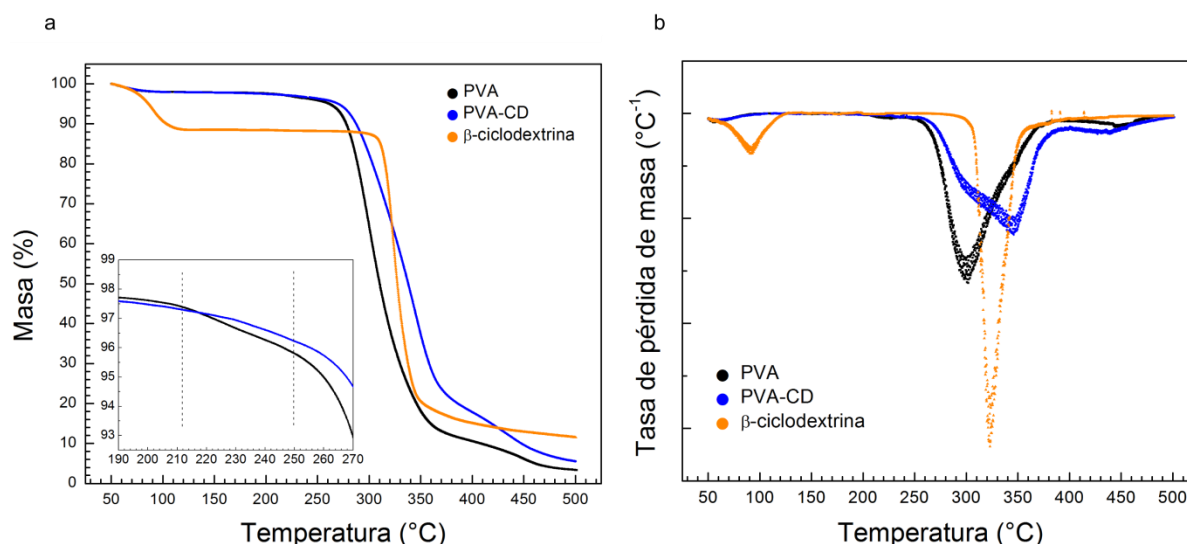 a
100
90
80
70
60
50
40
30
20
10
0
Masa (%)
PVA
PVA-CD
β-ciclodextrina
99
98
97
96
95
94
93
190 200 210 220 230 240 250 260 270
50 100 150 200 250 300 350 400 450 500
Temperatura (°C)
b
Tasa de pérdida de masa (°C⁻¹)
PVA
PVA-CD
β-ciclodextrina
50 100 150 200 250 300 350 400 450 500
Temperatura (°C)